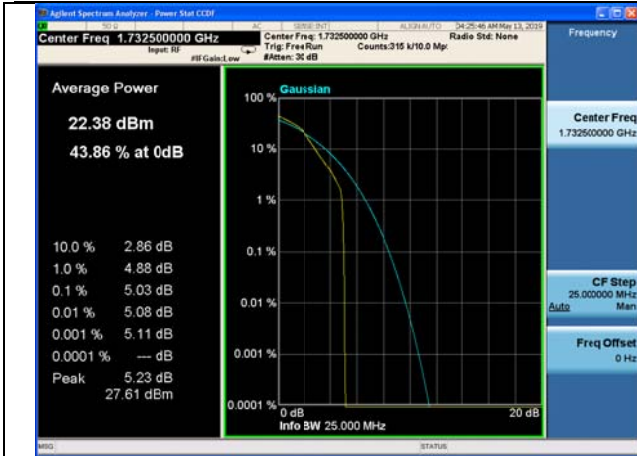 Agilent Spectrum Analyzer - Power Stat CCDF
50 Ω AC SENSE:INT ALIGN AUTO 04:25:46 AM May 13, 2019
Center Freq 1.732500000 GHz
Input: RF
#IFGain:Low
Center Freq: 1.732500000 GHz
Trig: Free Run
#Atten: 30 dB
Counts:315 k/10.0 Mpt
Radio Std: None
Average Power
22.38 dBm
43.86 % at 0dB
10.0 % 2.86 dB
1.0 % 4.88 dB
0.1 % 5.03 dB
0.01 % 5.08 dB
0.001 % 5.11 dB
0.0001 % --- dB
Peak 5.23 dB
27.61 dBm
Gaussian
100 %
10 %
1 %
0.1 %
0.01 %
0.001 %
0.0001 %
0 dB
20 dB
Info BW 25.000 MHz
Frequency
Center Freq
1.732500000 GHz
CF Step
25.000000 MHz
Auto Man
Freq Offset
0 Hz
MSG
STATUS